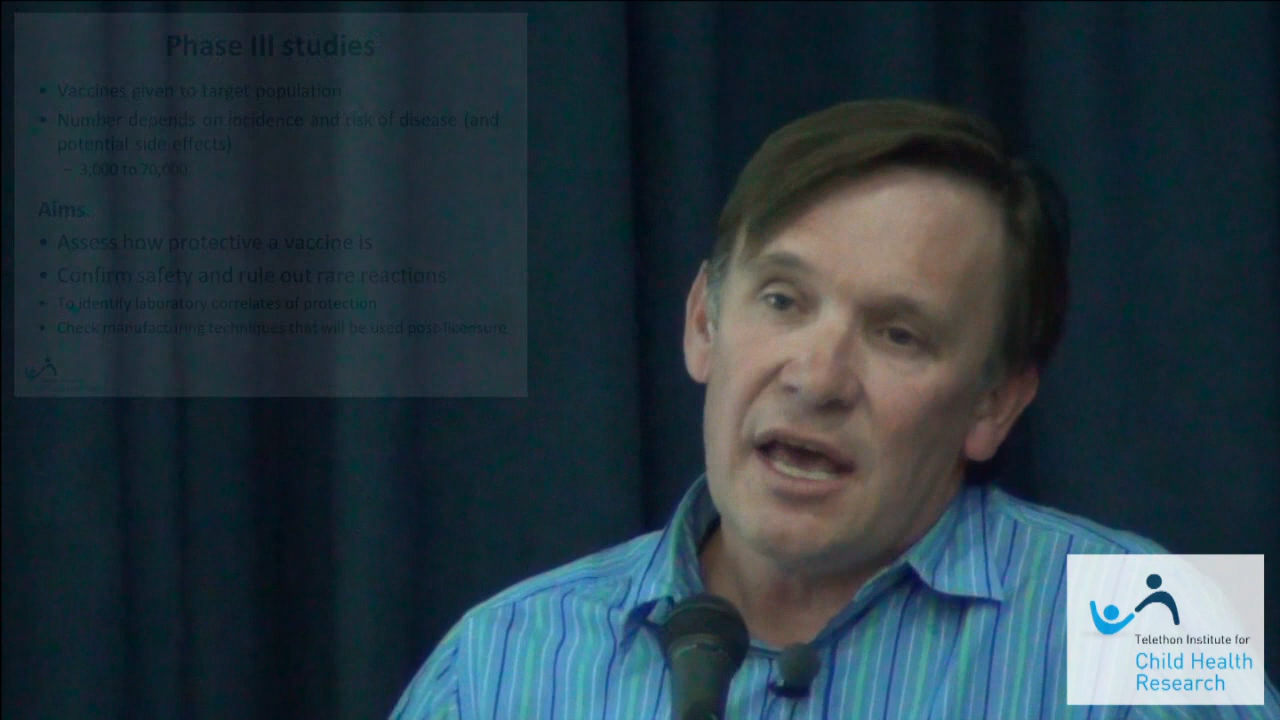 Phase III studies
• Vaccines given to target population
• Number depends on incidence and risk of disease (and
potential side effects)
– 3,000 to 70,000
Aims
• Assess how protective a vaccine is
• Confirm safety and rule out rare reactions
• To identify laboratory correlates of protection
• Check manufacturing techniques that will be used post-licensure
Telethon Institute for
Child Health
Research